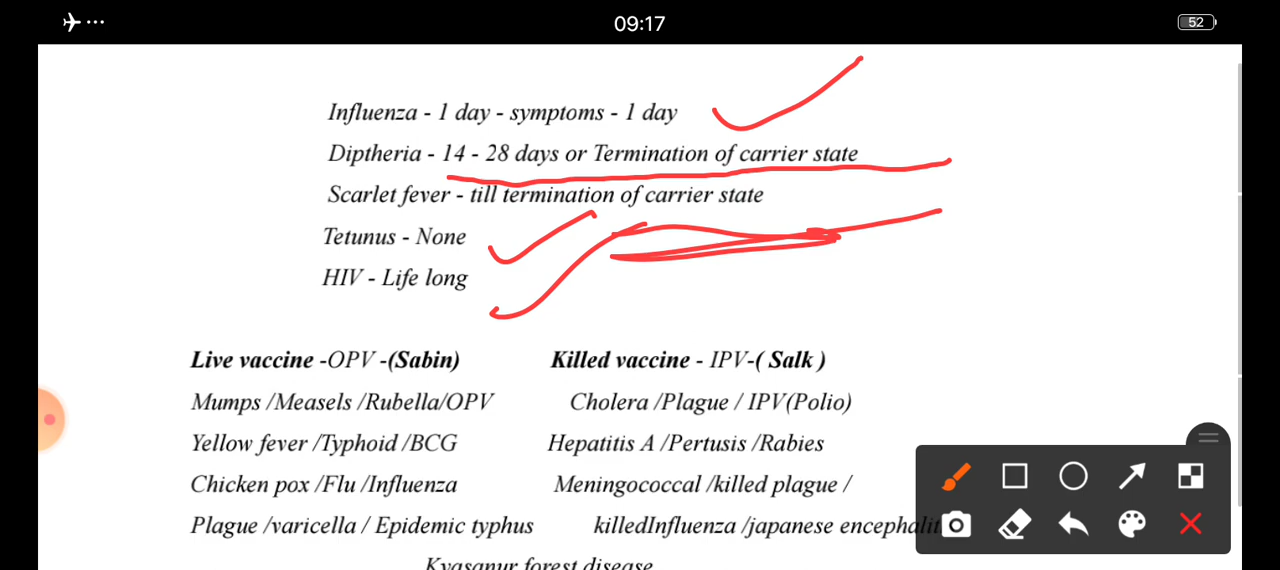 09:17
52
Influenza - 1 day - symptoms - 1 day
Diptheria - 14 - 28 days or Termination of carrier state
Scarlet fever - till termination of carrier state
Tetunus - None
HIV - Life long
Live vaccine -OPV -(Sabin) Killed vaccine - IPV-( Salk )
Mumps /Measels /Rubella/OPV Cholera /Plague / IPV(Polio)
Yellow fever /Typhoid /BCG Hepatitis A /Pertusis /Rabies
Chicken pox /Flu /Influenza Meningococcal /killed plague /
Plague /varicella / Epidemic typhus killedInfluenza /japanese
Kyasanur forest disease